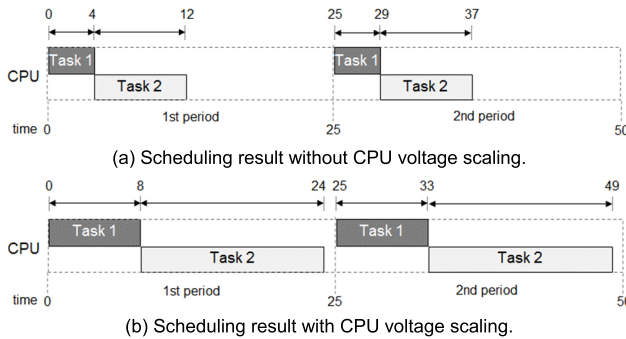 0 4 12 25 29 37
Task 1 Task 1
CPU
Task 2 Task 2
1st period 2nd period
time 0 25 50
(a) Scheduling result without CPU voltage scaling.
0 8 24 25 33 49
Task 1 Task 1
CPU
Task 2 Task 2
1st period 2nd period
time 0 25 50
(b) Scheduling result with CPU voltage scaling.